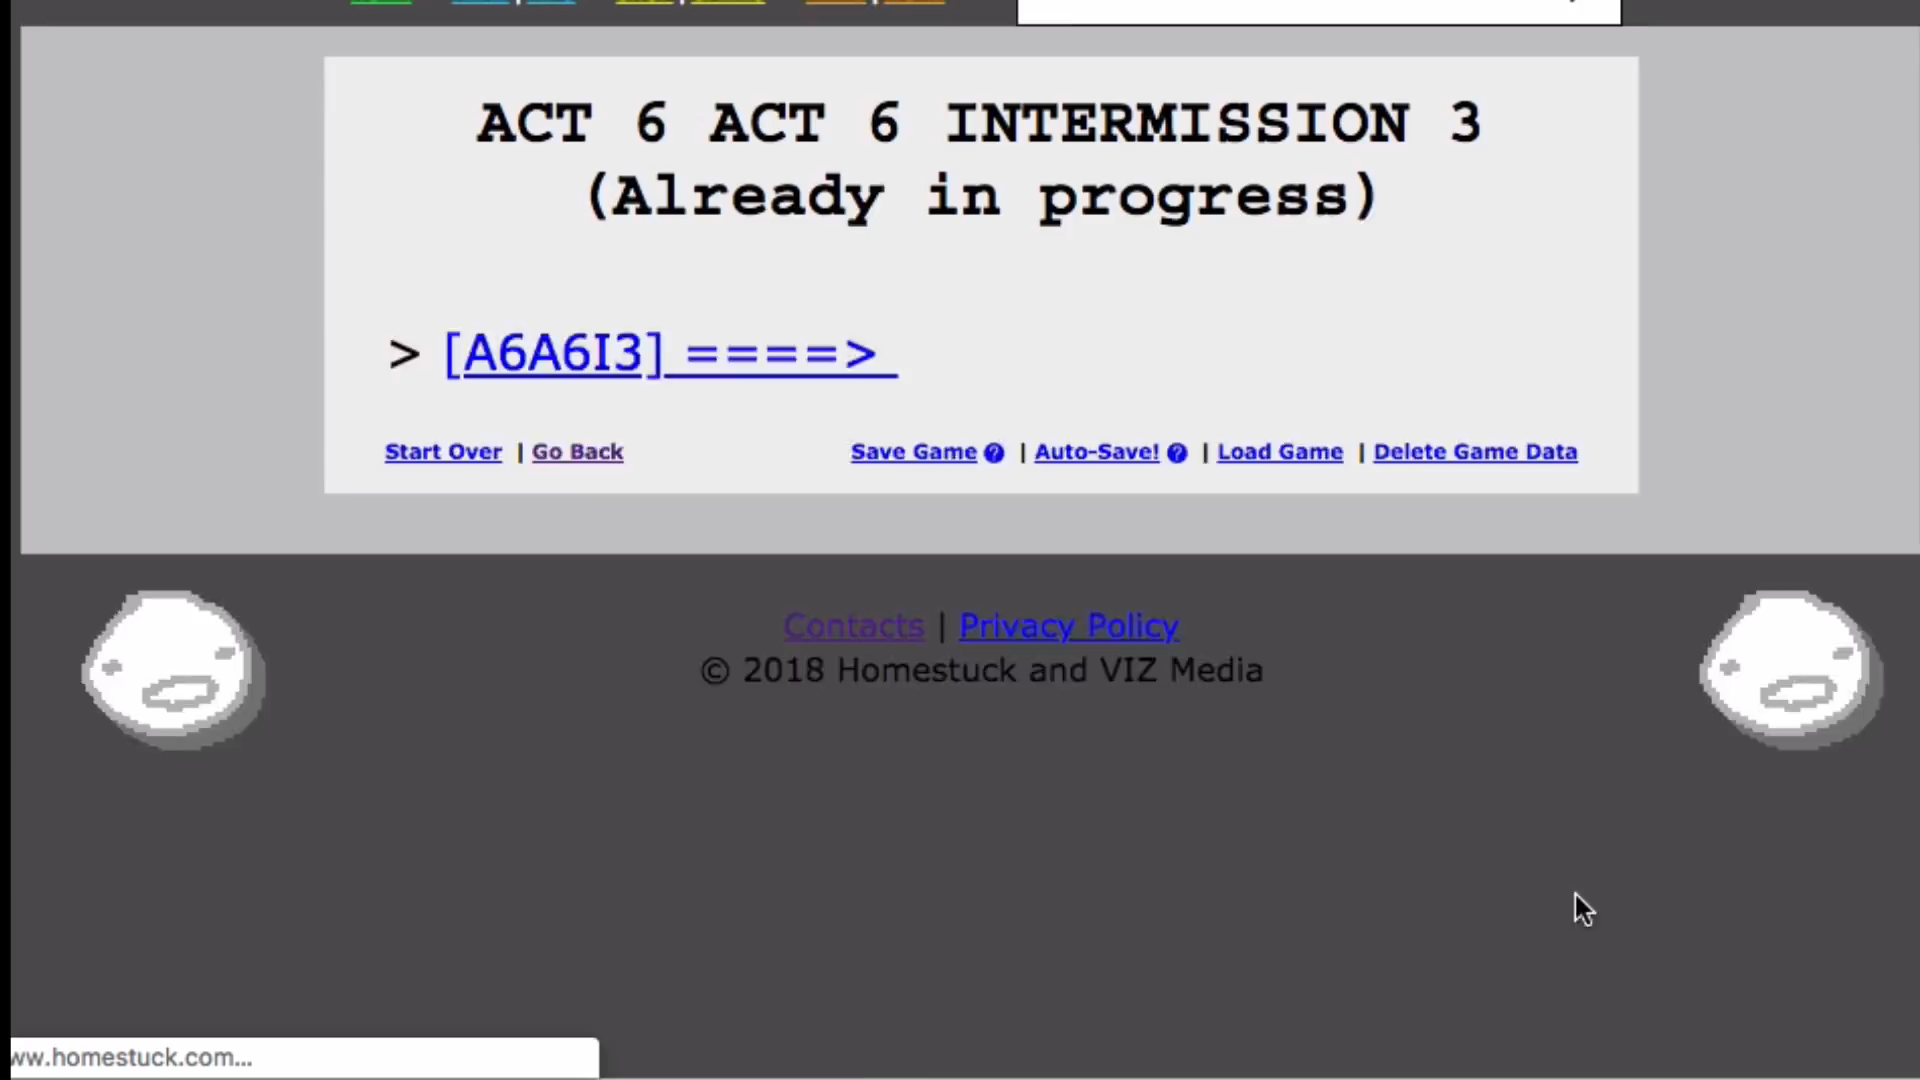 ACT 6 ACT 6 INTERMISSION 3
(Already in progress)
> [A6A6I3] ====>
Start Over | Go Back Save Game ? | Auto-Save! ? | Load Game | Delete Game Data
Contacts | Privacy Policy
© 2018 Homestuck and VIZ Media
ww.homestuck.com...